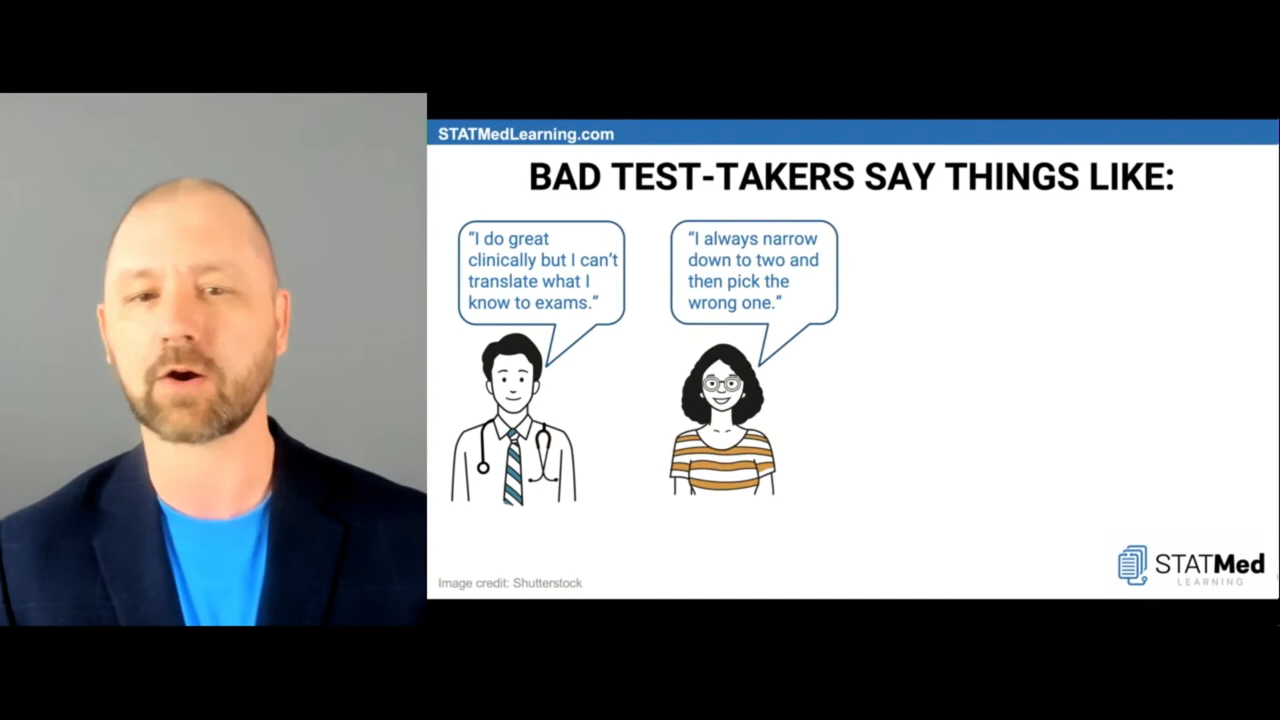 STATMedLearning.com
BAD TEST-TAKERS SAY THINGS LIKE:
“I do great
clinically but I can’t
translate what I
know to exams.”
“I always narrow
down to two and
then pick the
wrong one.”
Image credit: Shutterstock
STATMed
LEARNING